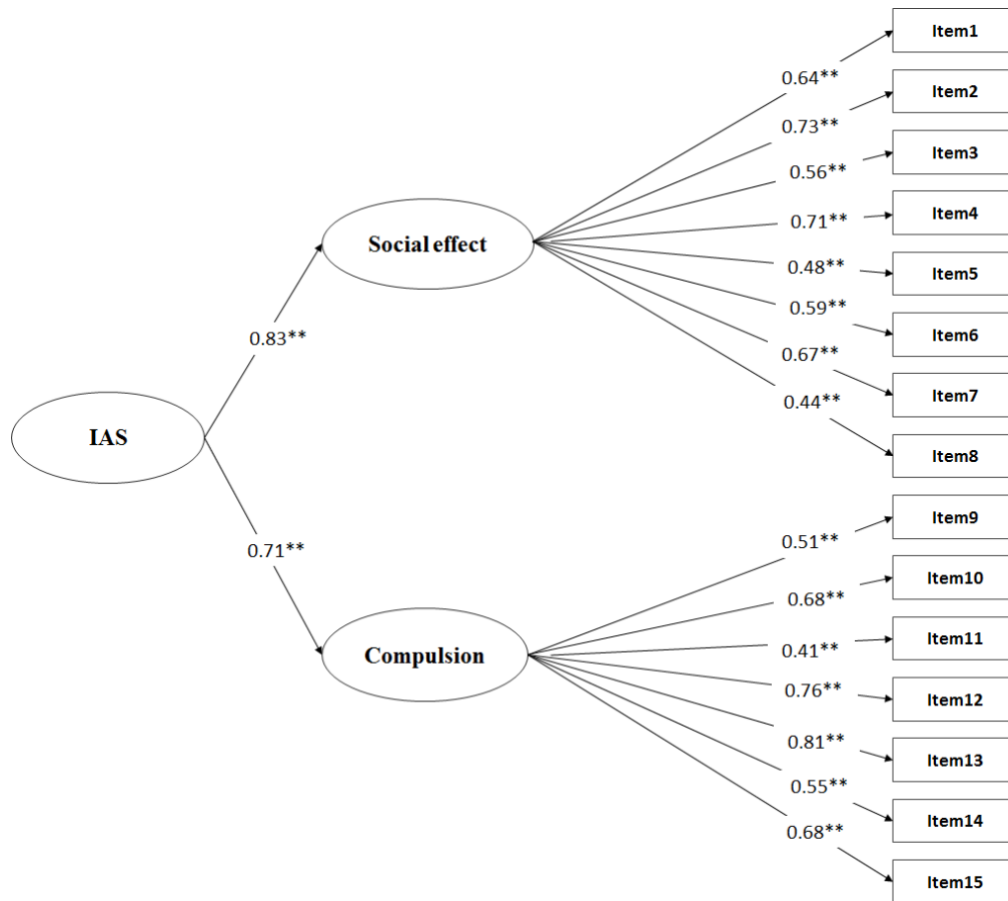 Item1
0.64**
Item2
0.73**
Item3
0.56**
Item4
0.71**
Social effect
Item5
0.48**
Item6
0.59**
0.83**
Item7
0.67**
0.44**
IAS
Item8
Item9
0.51**
0.71**
Item10
0.68**
Item11
0.41**
Compulsion
Item12
0.76**
Item13
0.81**
0.55**
Item14
0.68**
Item15